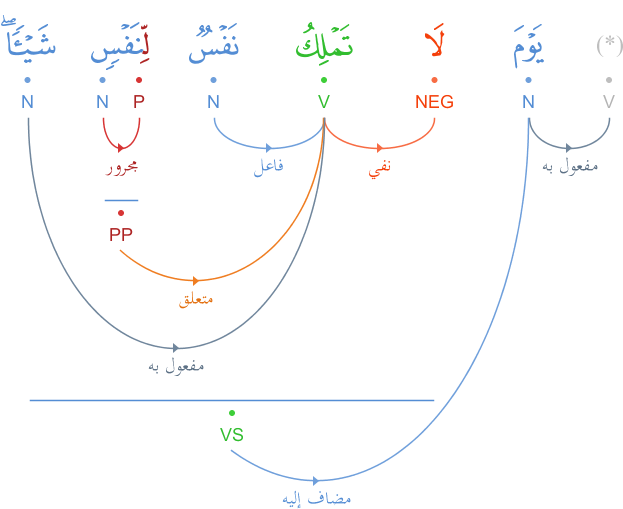 (*) يَوْمَ لَا تَمْلِكُ نَفْسٌ لِّنَفْسٍ شَيْـًٔا ۖ
V N NEG V N P N N
مفعول به نفي فاعل مجرور
PP
متعلق
مفعول به
VS
مضاف إليه